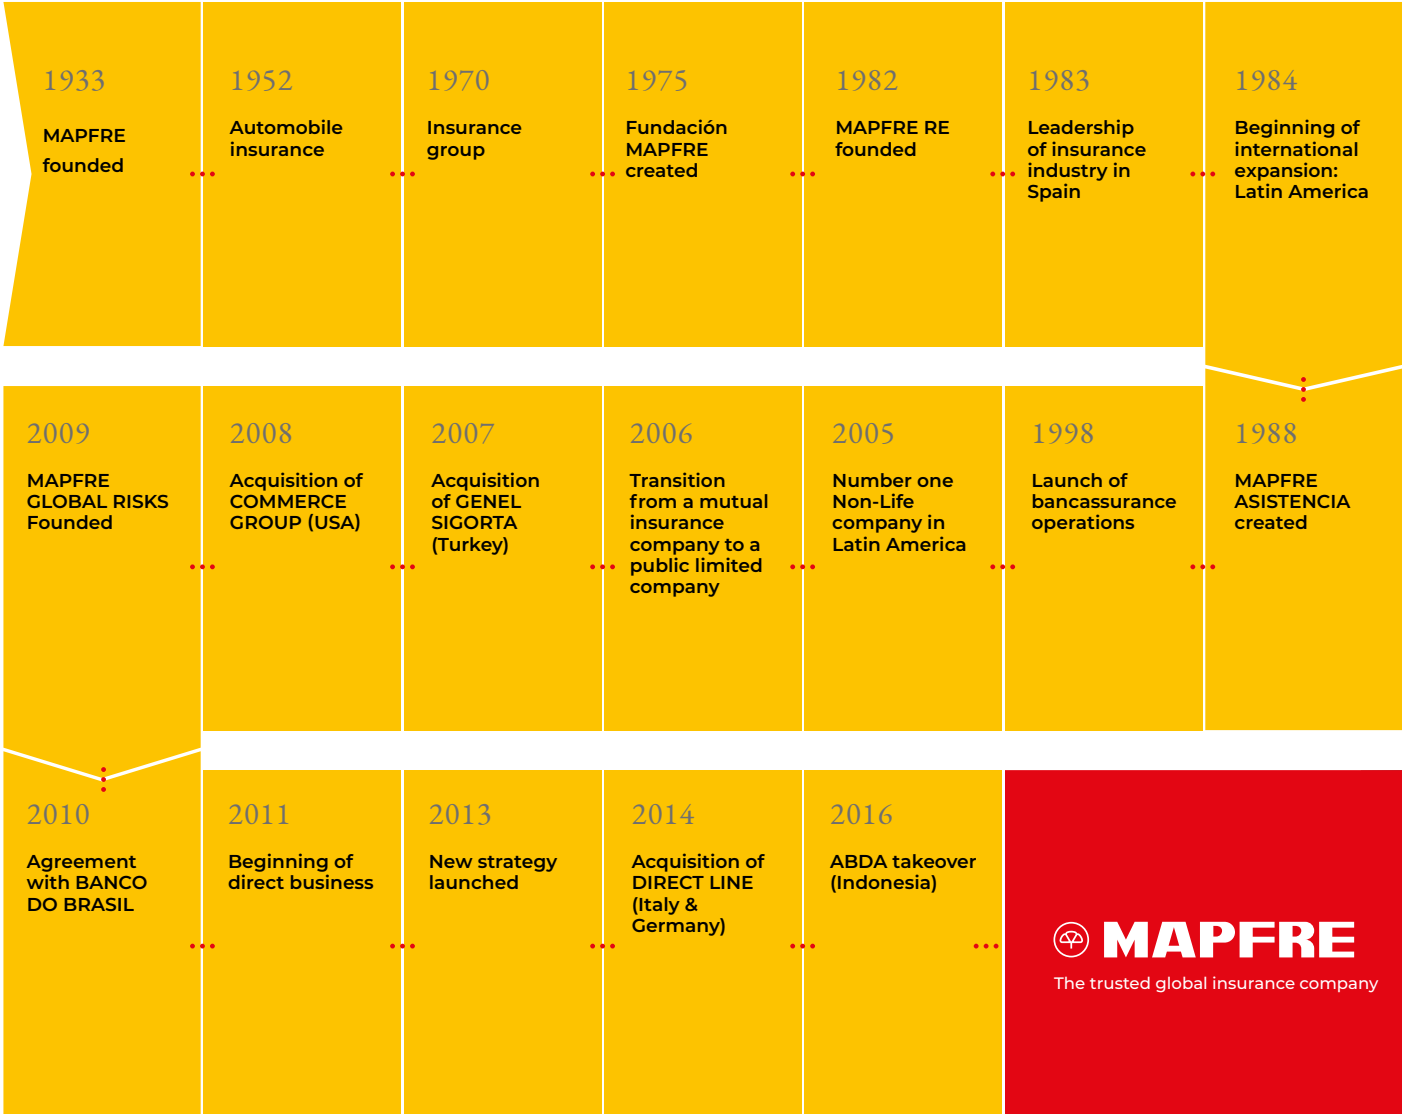 1933
MAPFRE
founded
1952
Automobile
insurance
1970
Insurance
group
1975
Fundación
MAPFRE
created
1982
MAPFRE RE
founded
1983
Leadership
of insurance
industry in
Spain
1984
Beginning of
international
expansion:
Latin America
1988
MAPFRE
ASISTENCIA
created
1998
Launch of
bancassurance
operations
2005
Number one
Non-Life
company in
Latin America
2006
Transition
from a mutual
insurance
company to a
public limited
company
2007
Acquisition
of GENEL
SIGORTA
(Turkey)
2008
Acquisition of
COMMERCE
GROUP (USA)
2009
MAPFRE
GLOBAL RISKS
Founded
2010
Agreement
with BANCO
DO BRASIL
2011
Beginning of
direct business
2013
New strategy
launched
2014
Acquisition of
DIRECT LINE
(Italy &
Germany)
2016
ABDA takeover
(Indonesia)
MAPFRE
The trusted global insurance company